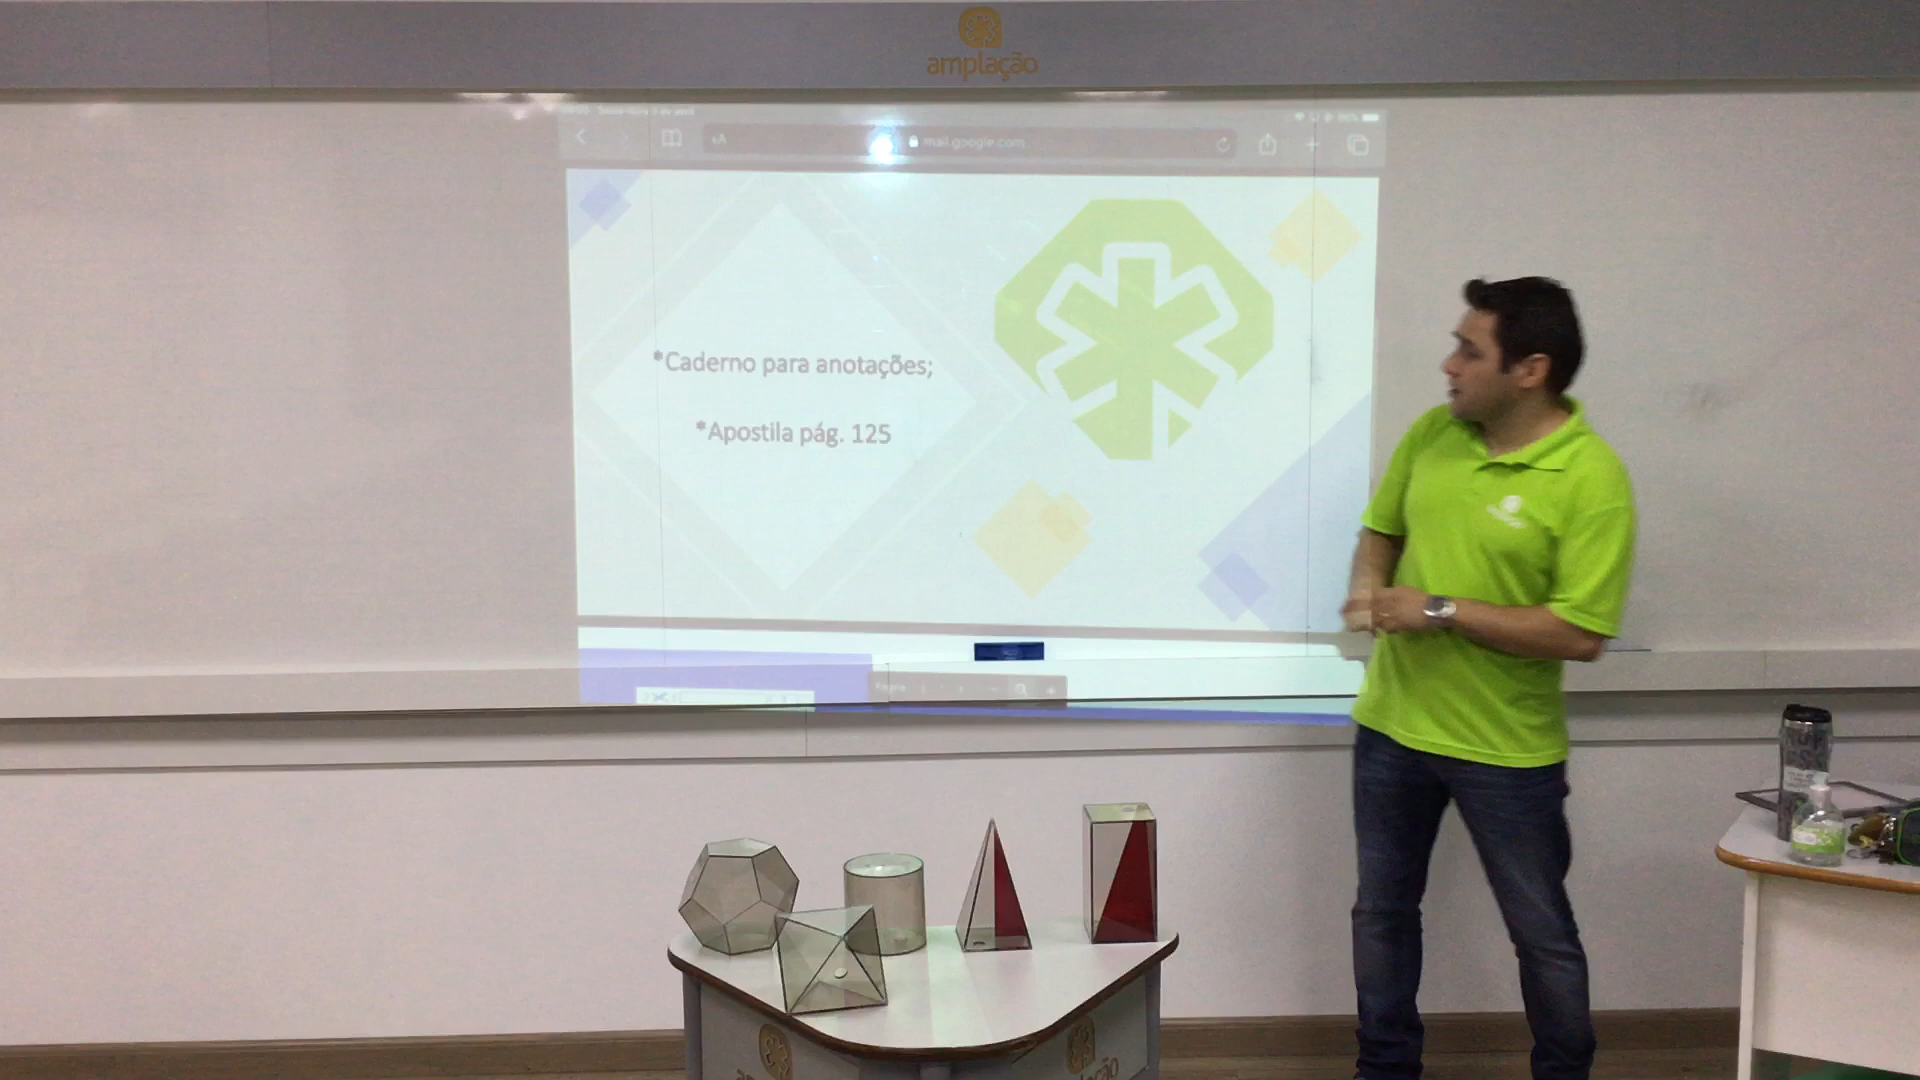 amplação
mail.google.com
*Caderno para anotações;
*Apostila pág. 125